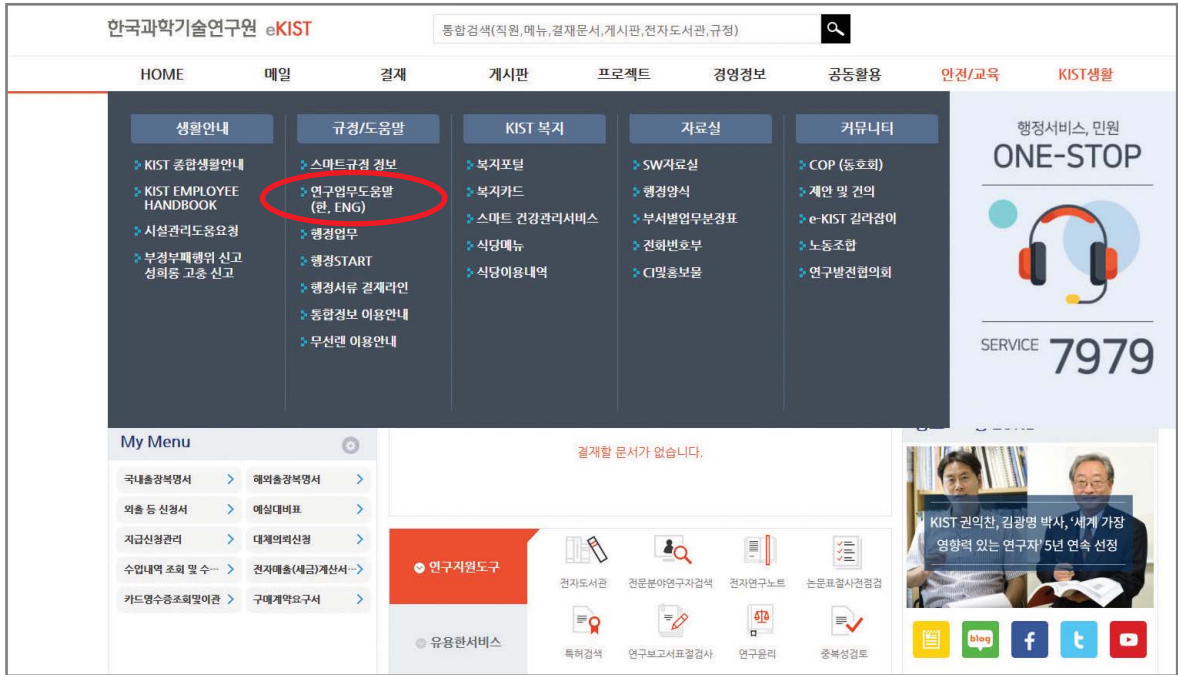 한국과학기술연구원 eKIST
통합검색(직원,메뉴,결재문서,게시판,전자도서관,규정)
HOME 메일 결재 게시판 프로젝트 경영정보 공동활용 안전/교육 KIST생활
생활안내
KIST 종합생활안내
KIST EMPLOYEE
HANDBOOK
시설관리도움요청
부정부패행위 신고
성희롱 고충 신고
규정/도움말
스마트규정 정보
연구업무도움말
(한, ENG)
행정업무
행정START
행정서류 결재라인
통합정보 이용안내
무선랜 이용안내
KIST 복지
복지포털
복지카드
스마트 건강관리서비스
식당메뉴
식당이용내역
자료실
SW자료실
행정양식
부서별업무분장표
전화번호부
CI및홍보물
커뮤니티
COP (동호회)
제안 및 건의
e-KIST 길라잡이
노동조합
연구발전협의회
행정서비스, 민원
ONE-STOP
SERVICE 7979
My Menu
국내출장복명서 해외출장복명서
외출 등 신청서 예실대비표
지급신청관리 대체의뢰신청
수입내역 조회 및 수… 전자매출(세금)계산서…
카드영수증조회및이관 구매계약요구서
결재할 문서가 없습니다.
연구지원도구
유용한서비스
전자도서관 전문분야연구자검색 전자연구노트 논문표절사전점검
특허검색 연구보고서표절검사 연구윤리 중복성검토
KIST 권익찬, 김광명 박사, ‘세계 가장
영향력 있는 연구자’ 5년 연속 선정
blog